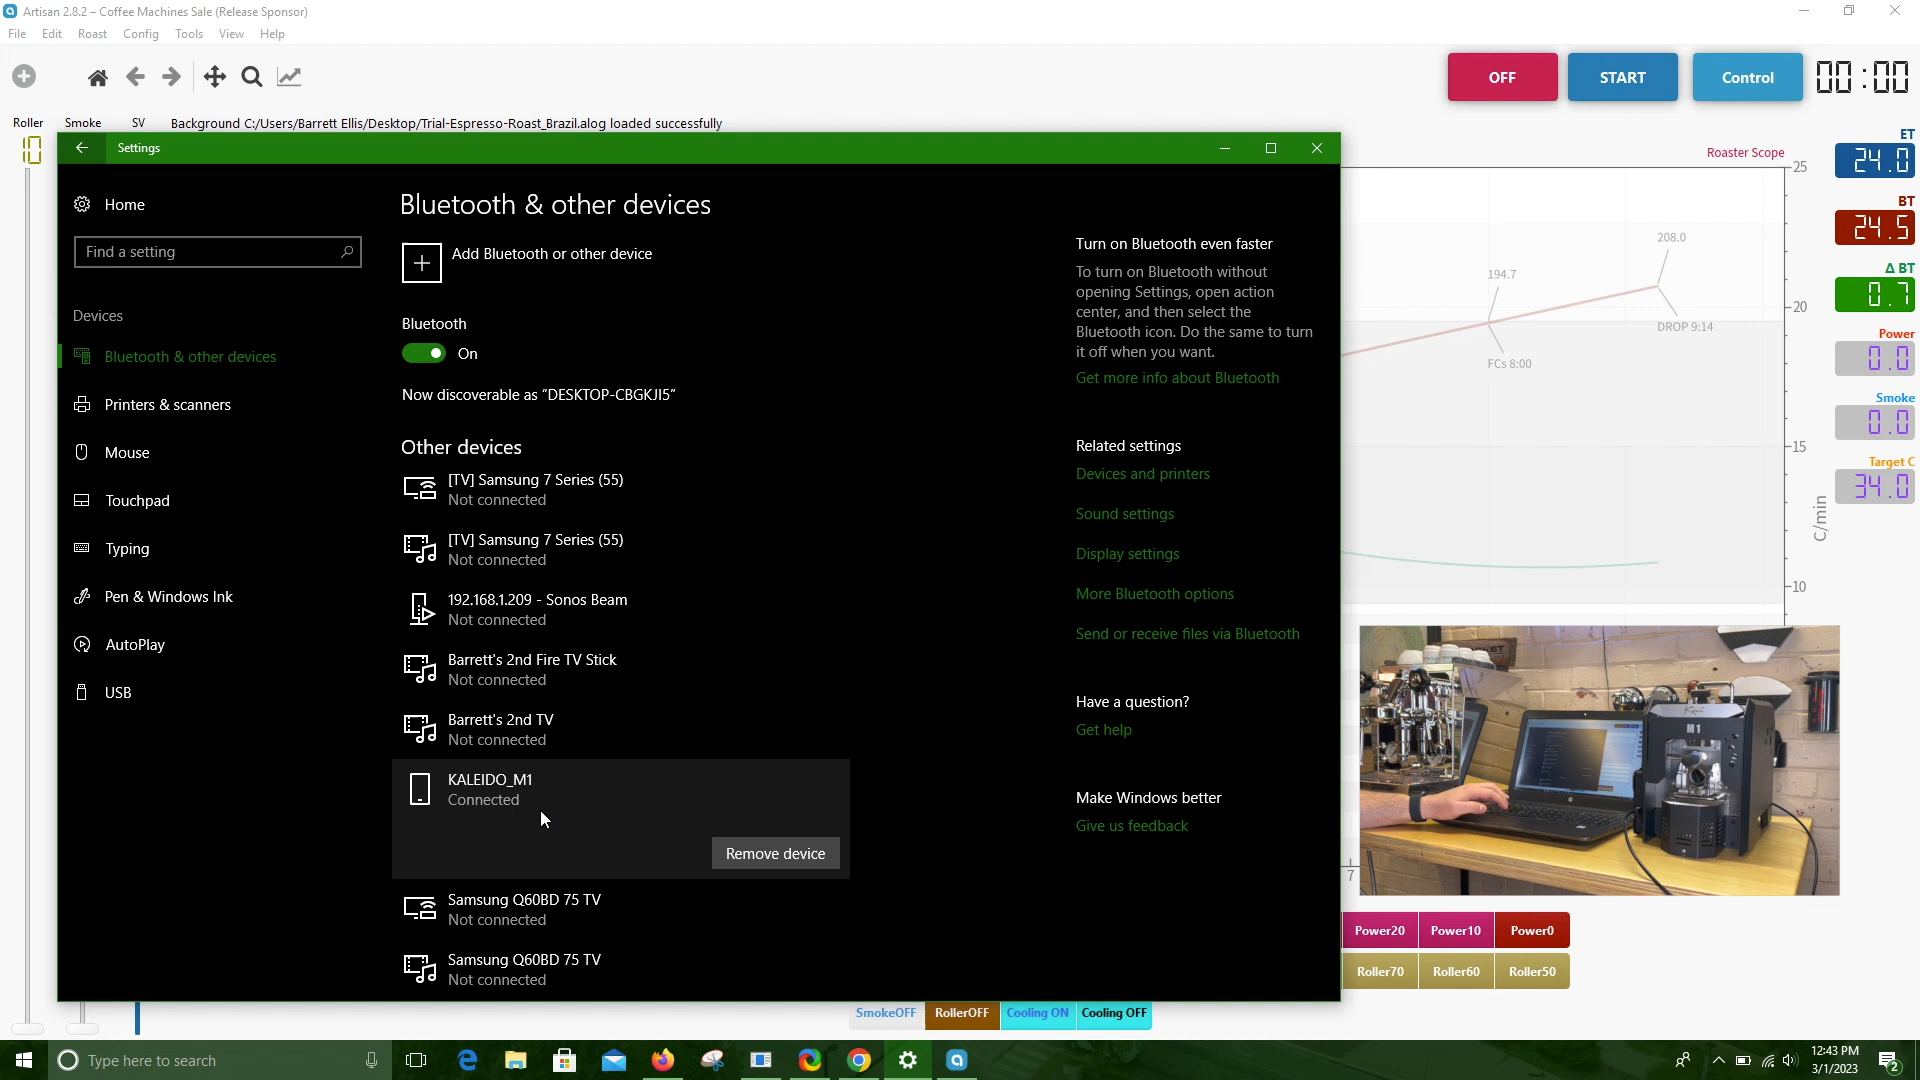 Artisan 2.8.2 – Coffee Machines Sale (Release Sponsor)
File Edit Roast Config Tools View Help
OFF START Control 00:00
Roller Smoke SV Background C:/Users/Barrett Ellis/Desktop/Trial-Espresso-Roast_Brazil.alog loaded successfully
10
Settings
Home
Find a setting
Devices
Bluetooth & other devices
Printers & scanners
Mouse
Touchpad
Typing
Pen & Windows Ink
AutoPlay
USB
Bluetooth & other devices
Add Bluetooth or other device
Bluetooth
On
Now discoverable as "DESKTOP-CBGKJI5"
Other devices
[TV] Samsung 7 Series (55)
Not connected
[TV] Samsung 7 Series (55)
Not connected
192.168.1.209 - Sonos Beam
Not connected
Barrett's 2nd Fire TV Stick
Not connected
Barrett's 2nd TV
Not connected
KALEIDO_M1
Connected
Remove device
Samsung Q60BD 75 TV
Not connected
Samsung Q60BD 75 TV
Not connected
Turn on Bluetooth even faster
To turn on Bluetooth without
opening Settings, open action
center, and then select the
Bluetooth icon. Do the same to turn
it off when you want.
Get more info about Bluetooth
Related settings
Devices and printers
Sound settings
Display settings
More Bluetooth options
Send or receive files via Bluetooth
Have a question?
Get help
Make Windows better
Give us feedback
Roaster Scope
25
20
15
10
C/min
208.0
194.7
DROP 9:14
FCs 8:00
7
ET
24.0
BT
24.5
Δ BT
0.7
Power
0.0
Smoke
0.0
Target C
34.0
M1
Power20 Power10 Power0
Roller70 Roller60 Roller50
SmokeOFF RollerOFF Cooling ON Cooling OFF
Type here to search
12:43 PM
3/1/2023
2